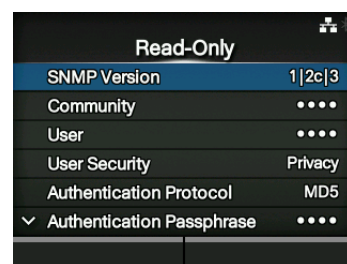 Read-Only
SNMP Version 1|2c|3
Community ••••
User ••••
User Security Privacy
Authentication Protocol MD5
Authentication Passphrase ••••